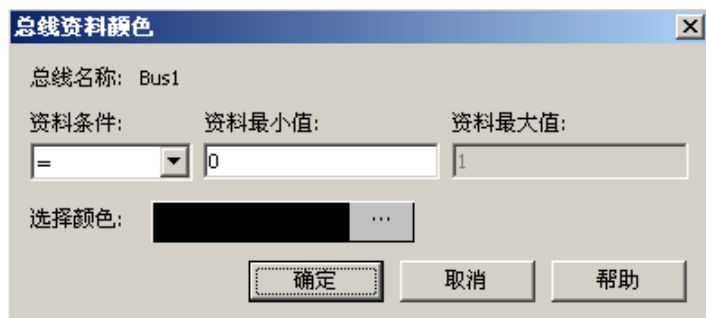 总线资料颜色
总线名称: Bus1
资料条件: 资料最小值: 资料最大值:
= 0 1
选择颜色: ...
确定 取消 帮助